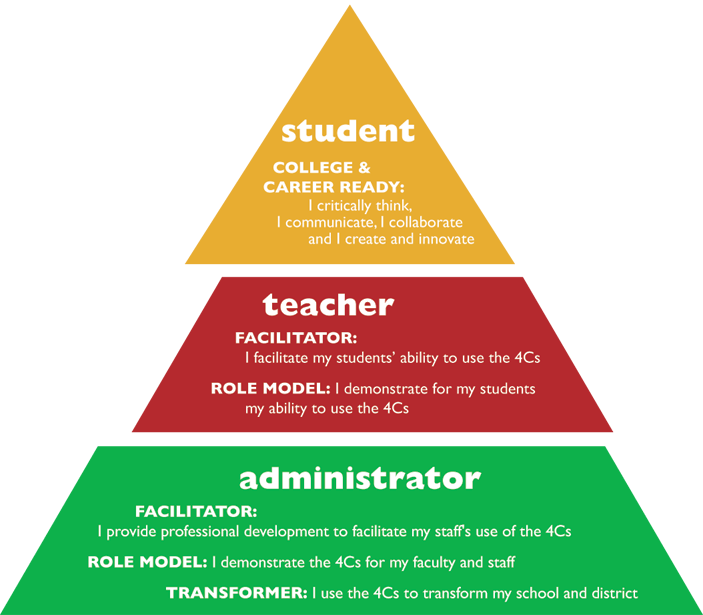 student
COLLEGE &
CAREER READY:
I critically think,
I communicate, I collaborate
and I create and innovate
teacher
FACILITATOR:
I facilitate my students' ability to use the 4Cs
ROLE MODEL: I demonstrate for my students
my ability to use the 4Cs
administrator
FACILITATOR:
I provide professional development to facilitate my staff's use of the 4Cs
ROLE MODEL: I demonstrate the 4Cs for my faculty and staff
TRANSFORMER: I use the 4Cs to transform my school and district